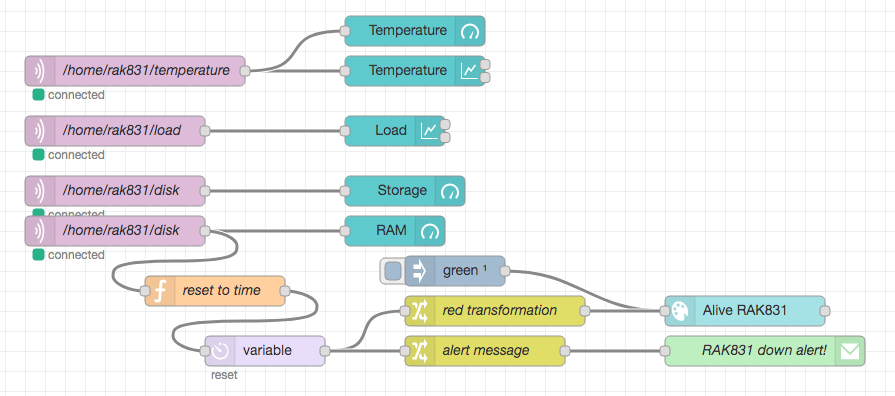 Temperature
/home/rak831/temperature
Temperature
connected
/home/rak831/load
Load
connected
/home/rak831/disk
Storage
connected
/home/rak831/disk
RAM
connected
green ¹
reset to time
red transformation
Alive RAK831
variable
alert message
RAK831 down alert!
reset